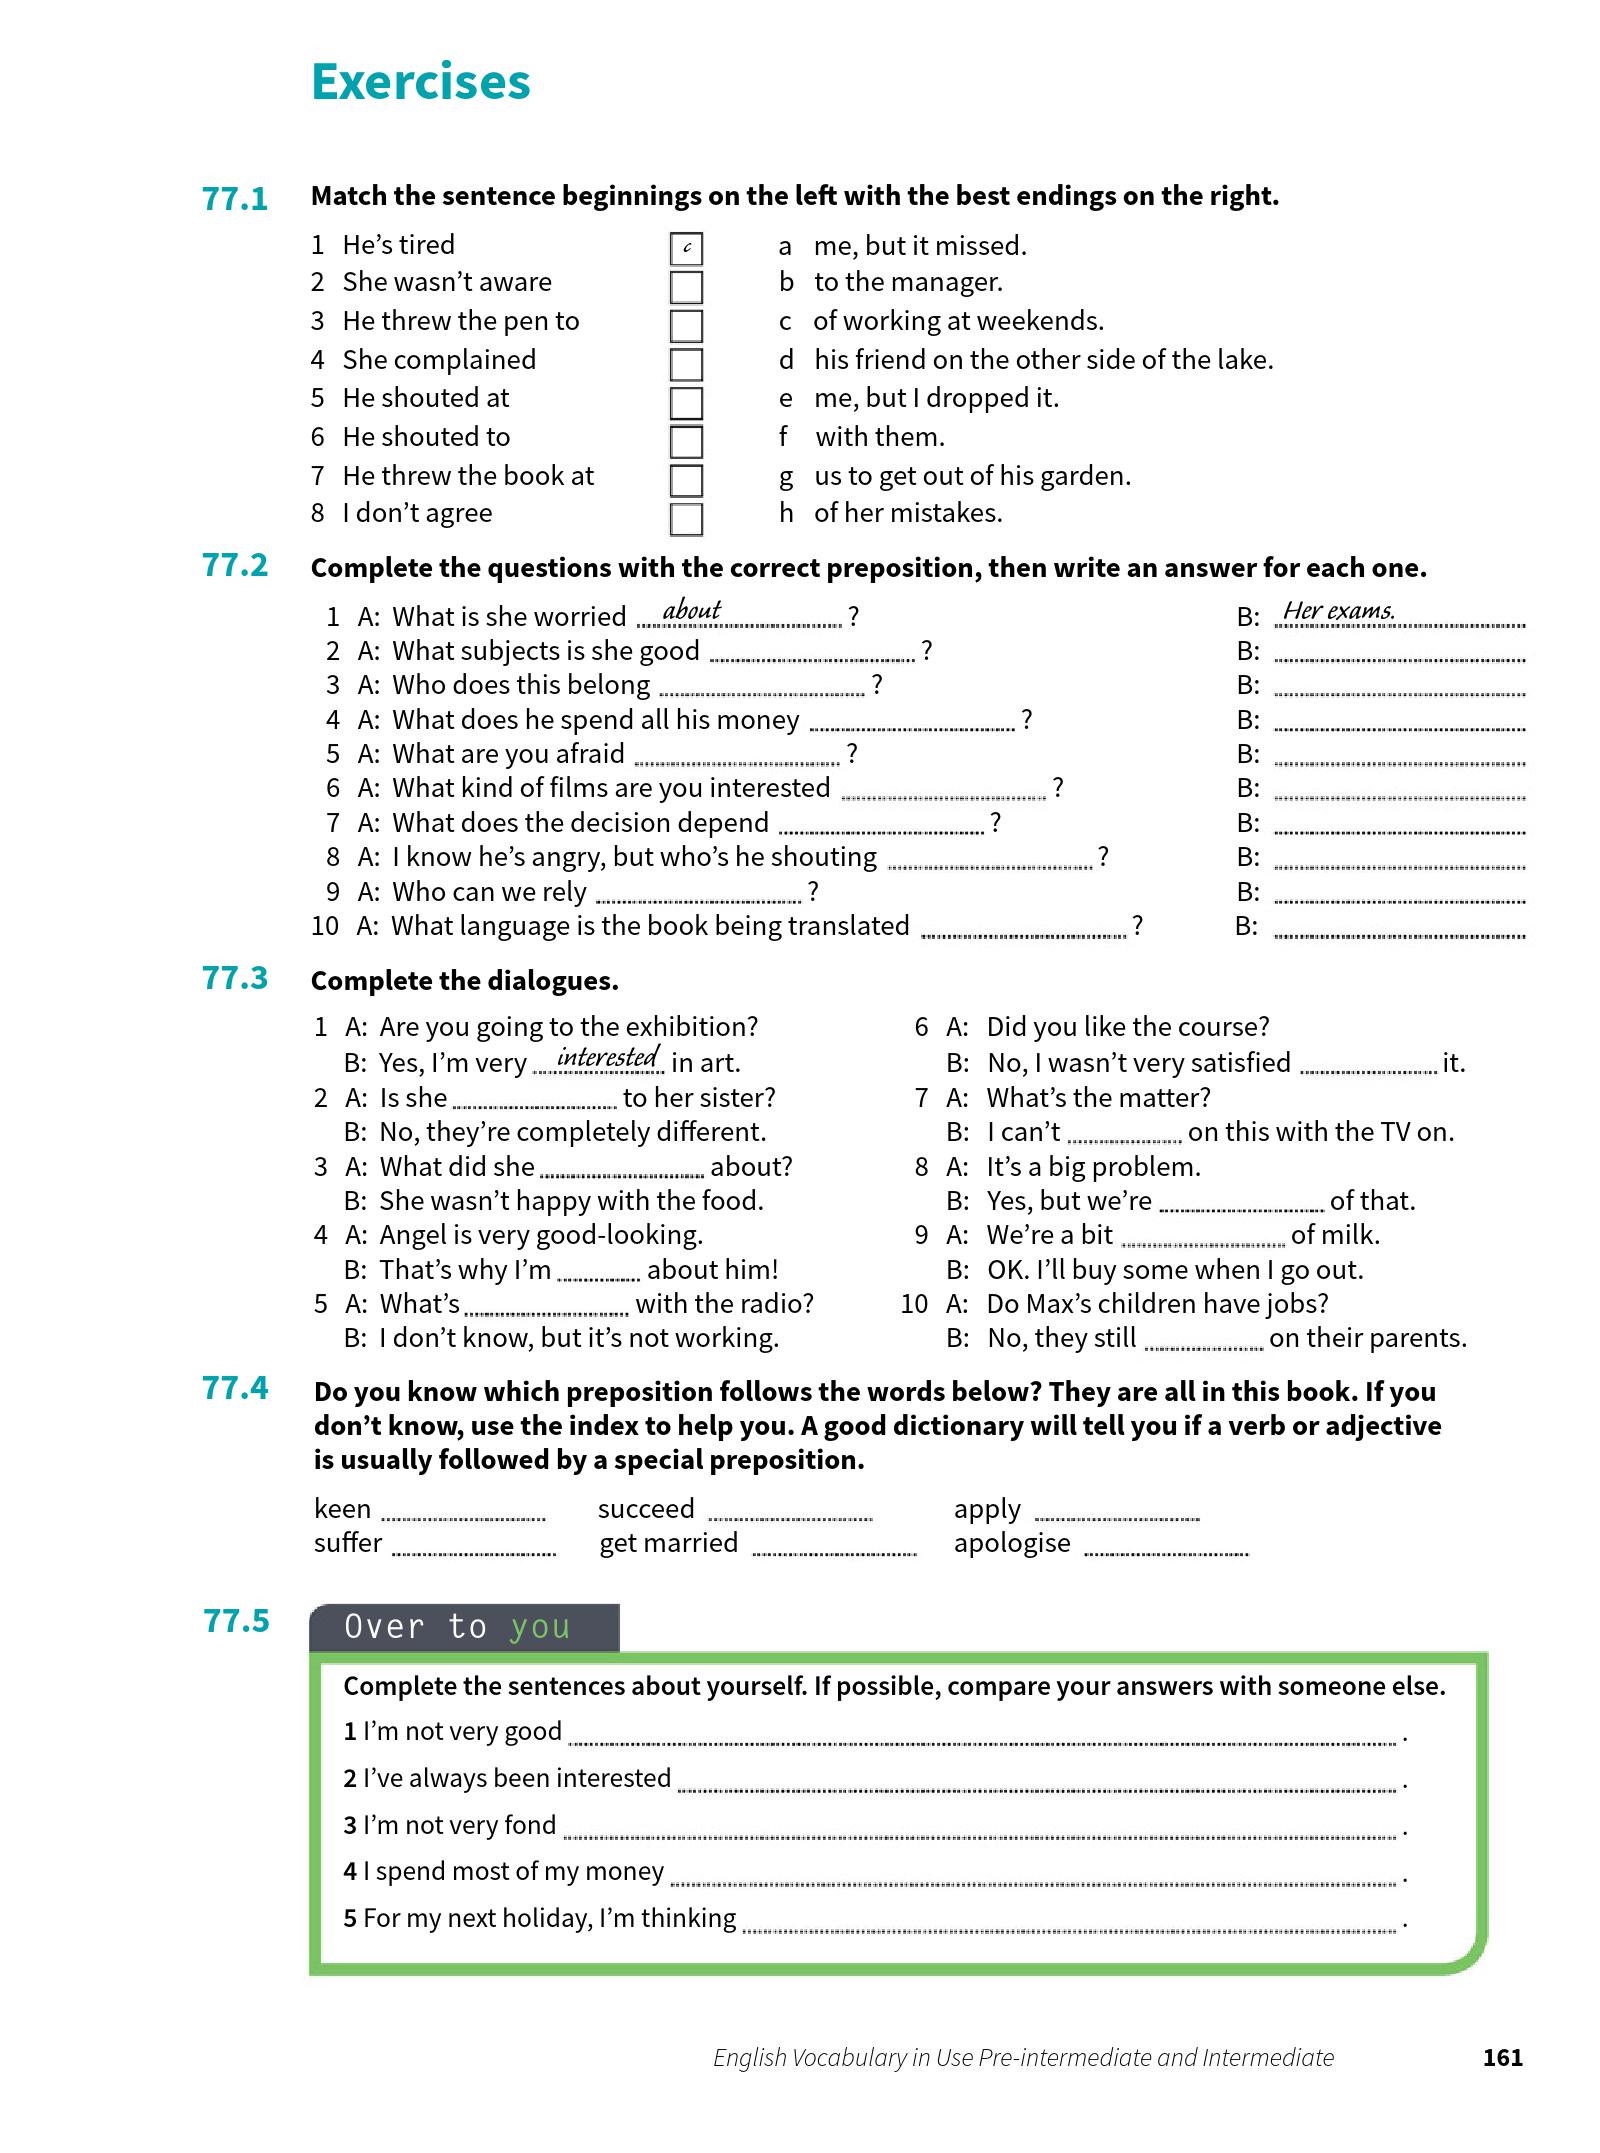 Exercises
77.1 Match the sentence beginnings on the left with the best endings on the right.
1 He's tired c a me, but it missed.
2 She wasn't aware b to the manager.
3 He threw the pen to c of working at weekends.
4 She complained d his friend on the other side of the lake.
5 He shouted at e me, but I dropped it.
6 He shouted to f with them.
7 He threw the book at g us to get out of his garden.
8 I don't agree h of her mistakes.
77.2 Complete the questions with the correct preposition, then write an answer for each one.
1 A: What is she worried about ? B: Her exams.
2 A: What subjects is she good ? B:
3 A: Who does this belong ? B:
4 A: What does he spend all his money ? B:
5 A: What are you afraid ? B:
6 A: What kind of films are you interested ? B:
7 A: What does the decision depend ? B:
8 A: I know he's angry, but who's he shouting ? B:
9 A: Who can we rely ? B:
10 A: What language is the book being translated ? B:
77.3 Complete the dialogues.
1 A: Are you going to the exhibition?
B: Yes, I'm very interested in art.
2 A: Is she to her sister?
B: No, they're completely different.
3 A: What did she about?
B: She wasn't happy with the food.
4 A: Angel is very good-looking.
B: That's why I'm about him!
5 A: What's with the radio?
B: I don't know, but it's not working.
6 A: Did you like the course?
B: No, I wasn't very satisfied it.
7 A: What's the matter?
B: I can't on this with the TV on.
8 A: It's a big problem.
B: Yes, but we're of that.
9 A: We're a bit of milk.
B: OK. I'll buy some when I go out.
10 A: Do Max's children have jobs?
B: No, they still on their parents.
77.4 Do you know which preposition follows the words below? They are all in this book. If you
don't know, use the index to help you. A good dictionary will tell you if a verb or adjective
is usually followed by a special preposition.
keen succeed apply
suffer get married apologise
77.5 Over to you
Complete the sentences about yourself. If possible, compare your answers with someone else.
1 I'm not very good .
2 I've always been interested .
3 I'm not very fond .
4 I spend most of my money .
5 For my next holiday, I'm thinking .
English Vocabulary in Use Pre-intermediate and Intermediate 161